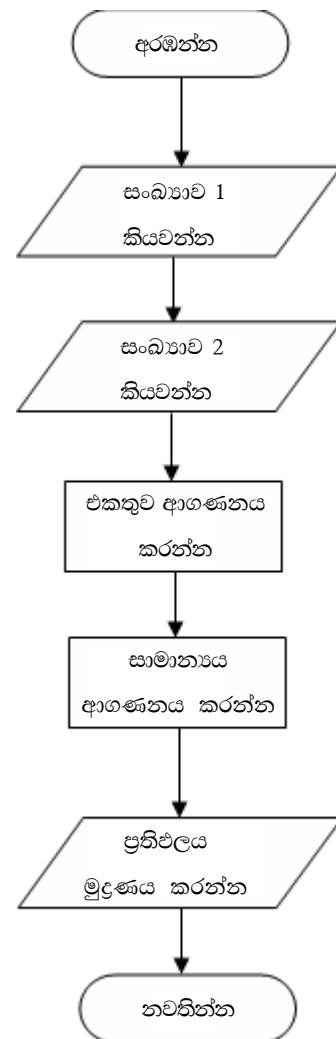 අරඹන්න
සංඛ්‍යාව 1
කියවන්න
සංඛ්‍යාව 2
කියවන්න
එකතුව ආගණනය
කරන්න
සාමාන්‍යය
ආගණනය කරන්න
ප්‍රතිඵලය
මුද්‍රණය කරන්න
නවතින්න